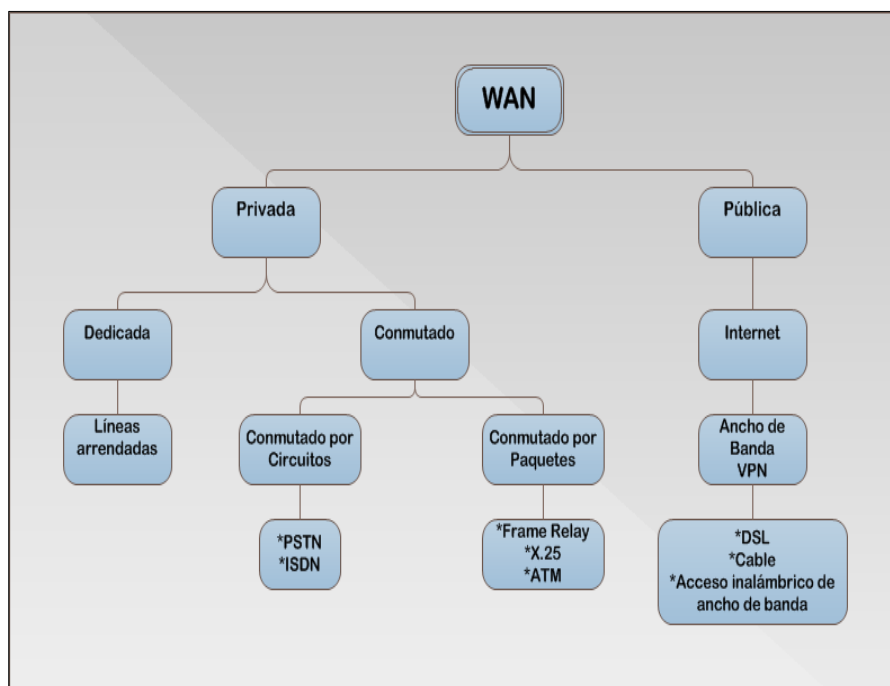 WAN
Privada
Pública
Dedicada
Conmutado
Internet
Líneas
arrendadas
Conmutado por
Circuitos
Conmutado por
Paquetes
Ancho de
Banda
VPN
*PSTN
*ISDN
*Frame Relay
*X.25
*ATM
*DSL
*Cable
*Acceso inalámbrico de
ancho de banda